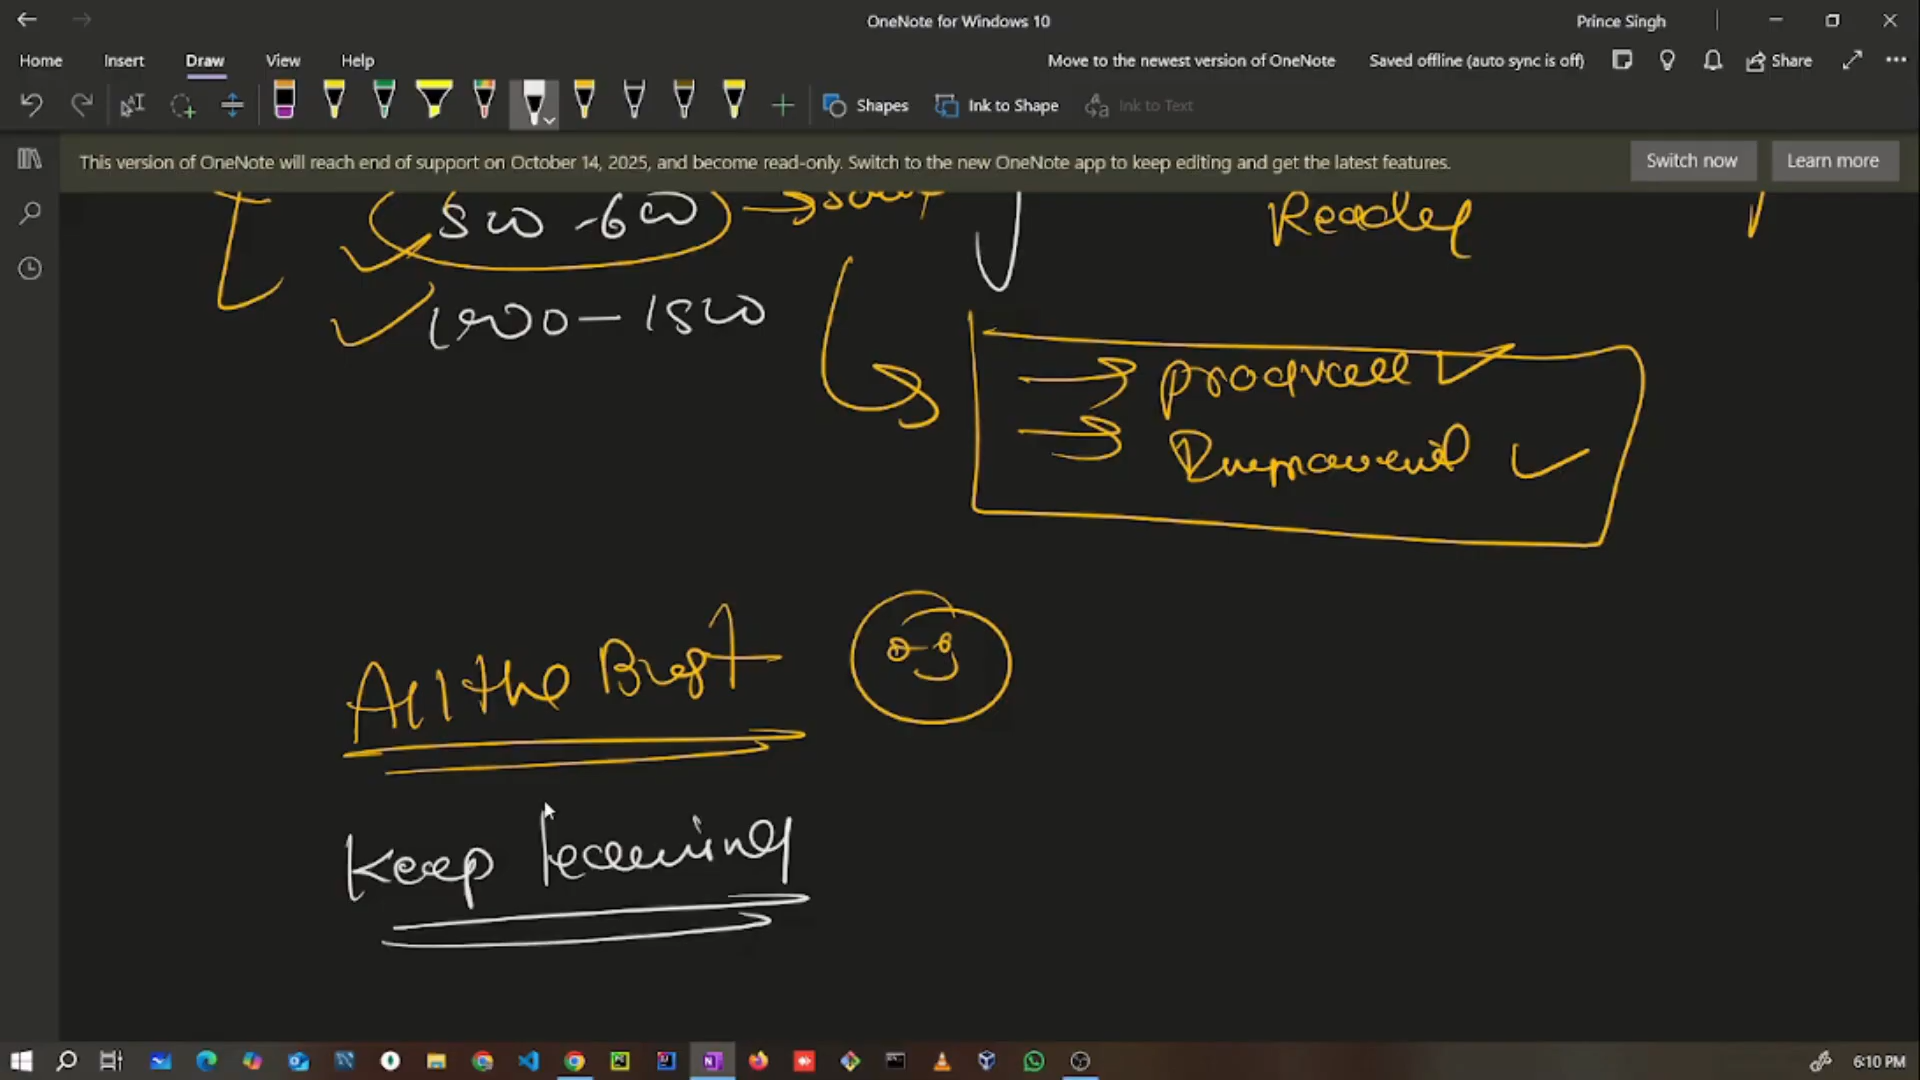 OneNote for Windows 10
Prince Singh
Home Insert Draw View Help
Move to the newest version of OneNote Saved offline (auto sync is off) Share
Shapes Ink to Shape Ink to Text
This version of OneNote will reach end of support on October 14, 2025, and become read-only. Switch to the new OneNote app to keep editing and get the latest features.
Switch now Learn more
500 - 600
Ready
1000 - 1500
All the Best
Keep learning
6:10 PM